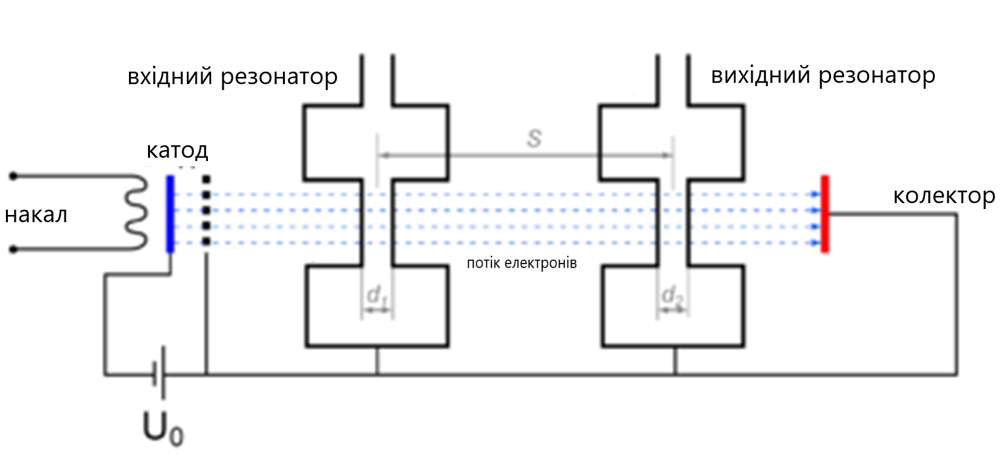 вхідний резонатор
вихідний резонатор
S
катод
накал
колектор
потік електронів
d₁
d₂
U₀